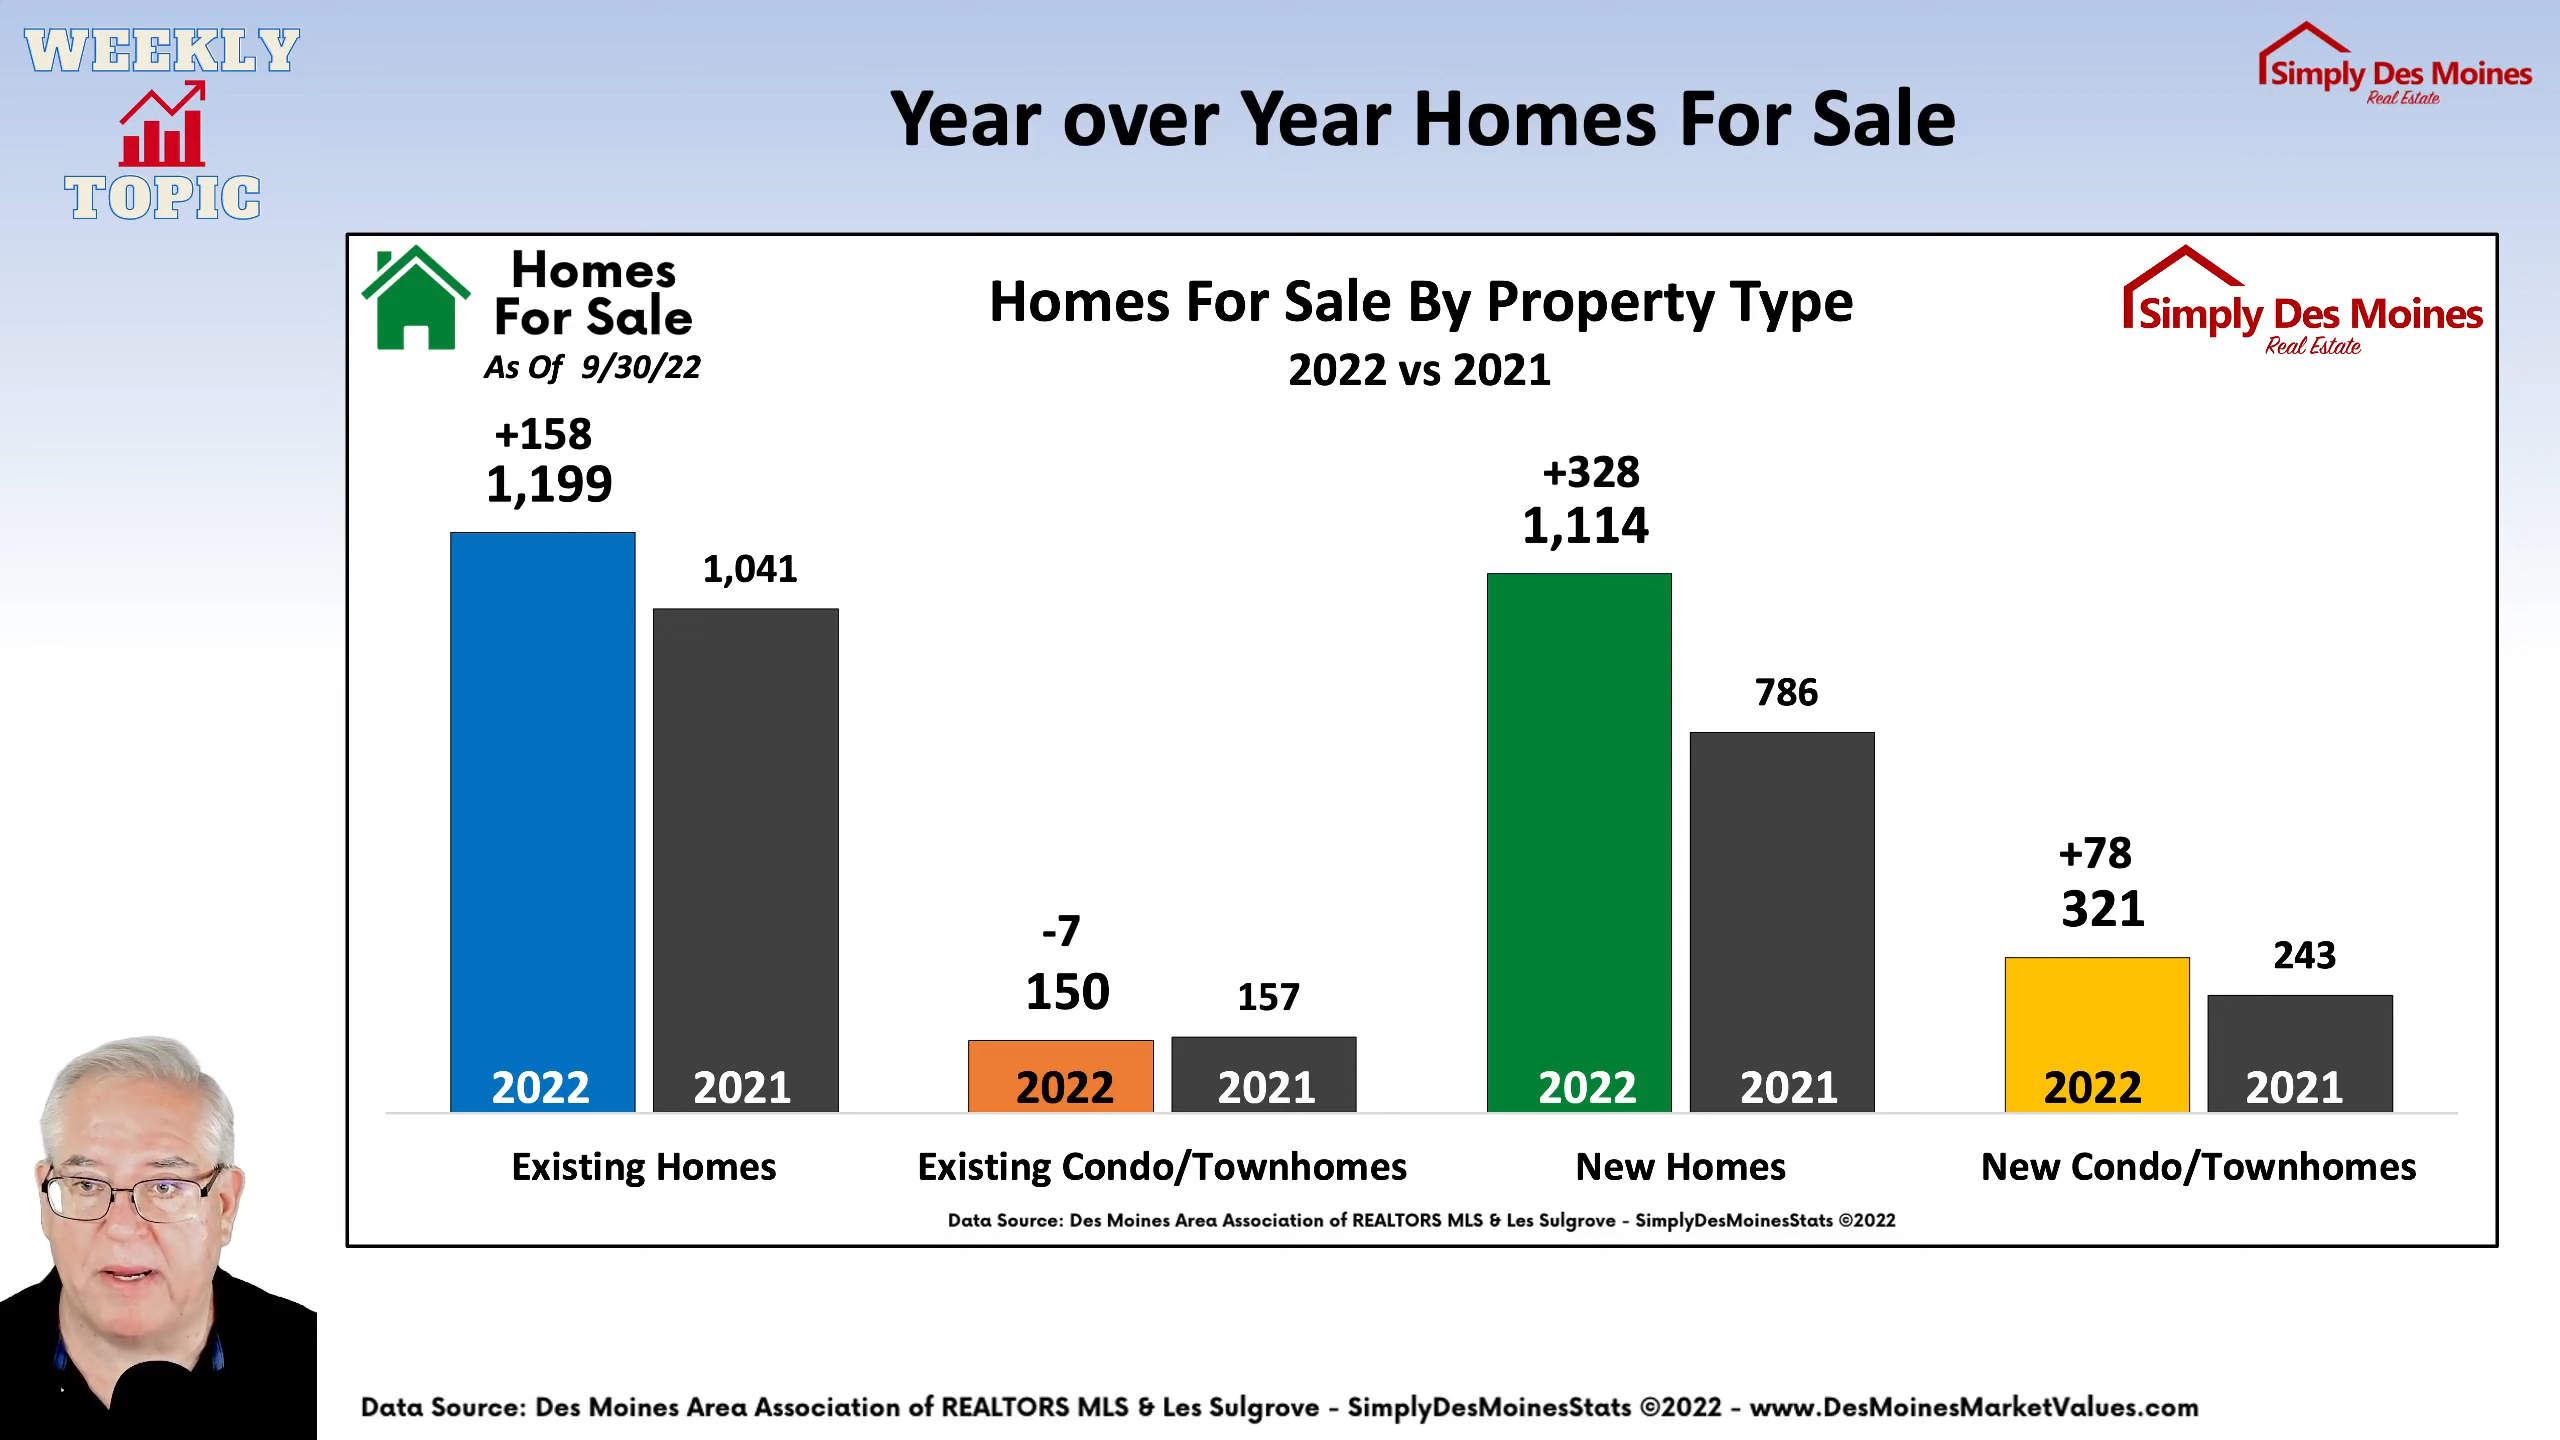 WEEKLY
TOPIC
Year over Year Homes For Sale
Simply Des Moines
Real Estate
Homes
For Sale
As Of 9/30/22
Homes For Sale By Property Type
2022 vs 2021
Simply Des Moines
Real Estate
+158
1,199
1,041
-7
150
157
+328
1,114
786
+78
321
243
2022
2021
2022
2021
2022
2021
2022
2021
Existing Homes
Existing Condo/Townhomes
New Homes
New Condo/Townhomes
Data Source: Des Moines Area Association of REALTORS MLS & Les Sulgrove - SimplyDesMoinesStats ©2022
Data Source: Des Moines Area Association of REALTORS MLS & Les Sulgrove - SimplyDesMoinesStats ©2022 - www.DesMoinesMarketValues.com